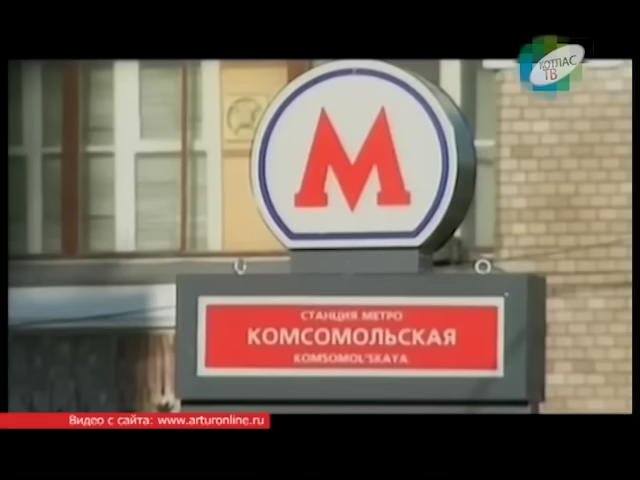 КОТЛАС
ТВ
М
СТАНЦИЯ МЕТРО
КОМСОМОЛЬСКАЯ
KOMSOMOL'SKAYA
Видео с сайта: www.arturonline.ru